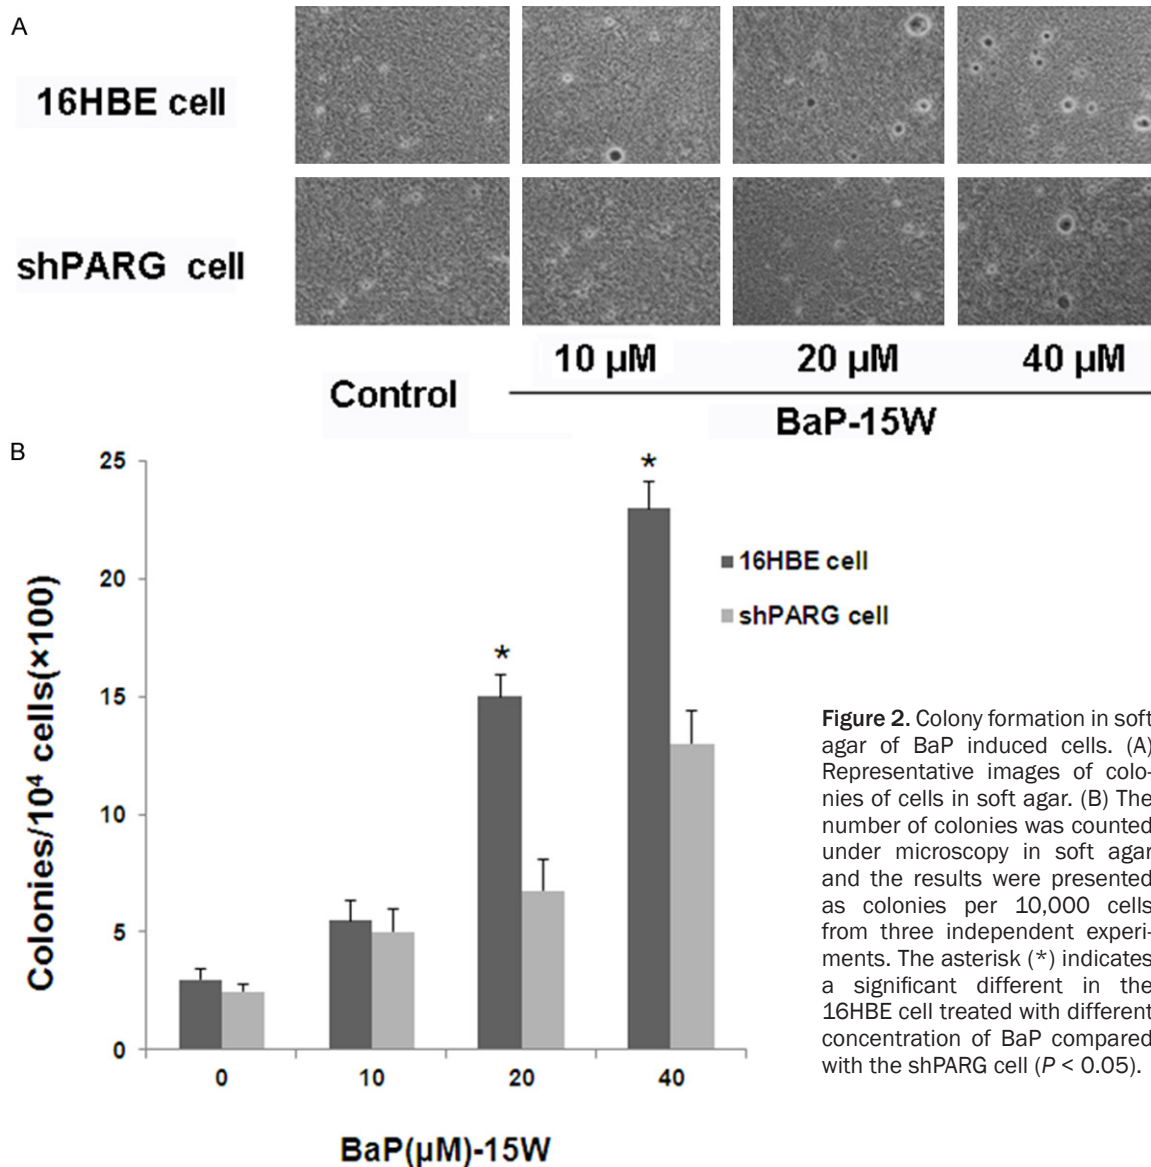 A
16HBE cell
shPARG cell
10 µM 20 µM 40 µM
Control
BaP-15W
B
Colonies/10⁴ cells(×100)
25
20
15
10
5
0
* *
16HBE cell
shPARG cell
0 10 20 40
BaP(µM)-15W
Figure 2. Colony formation in soft
agar of BaP induced cells. (A)
Representative images of colo-
nies of cells in soft agar. (B) The
number of colonies was counted
under microscopy in soft agar
and the results were presented
as colonies per 10,000 cells
from three independent experi-
ments. The asterisk (*) indicates
a significant different in the
16HBE cell treated with different
concentration of BaP compared
with the shPARG cell (P < 0.05).